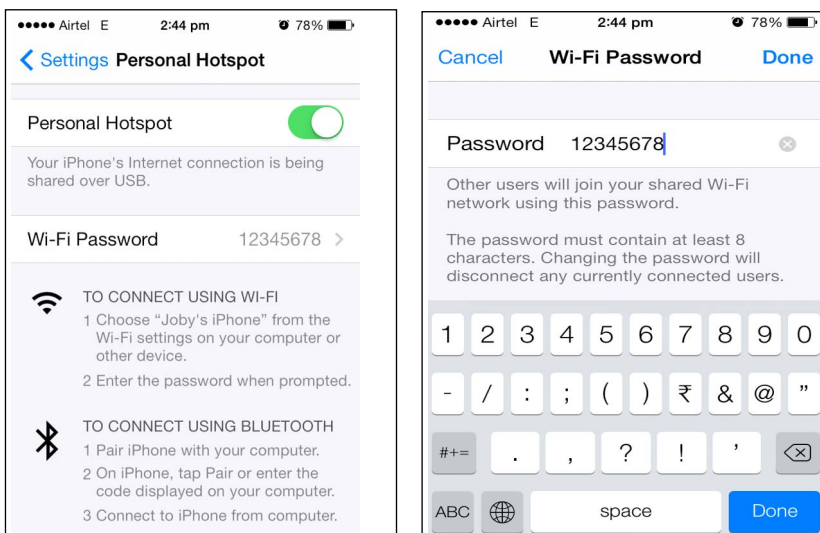 Airtel E 2:44 pm 78%
Settings Personal Hotspot
Personal Hotspot
Your iPhone's Internet connection is being
shared over USB.
Wi-Fi Password 12345678
TO CONNECT USING WI-FI
1 Choose “Joby's iPhone” from the
Wi-Fi settings on your computer or
other device.
2 Enter the password when prompted.
TO CONNECT USING BLUETOOTH
1 Pair iPhone with your computer.
2 On iPhone, tap Pair or enter the
code displayed on your computer.
3 Connect to iPhone from computer.
Airtel E 2:44 pm 78%
Cancel Wi-Fi Password Done
Password 12345678
Other users will join your shared Wi-Fi
network using this password.
The password must contain at least 8
characters. Changing the password will
disconnect any currently connected users.
1 2 3 4 5 6 7 8 9 0
- / : ; ( ) ₹ & @ ”
#+= . , ? ! ’
ABC space Done